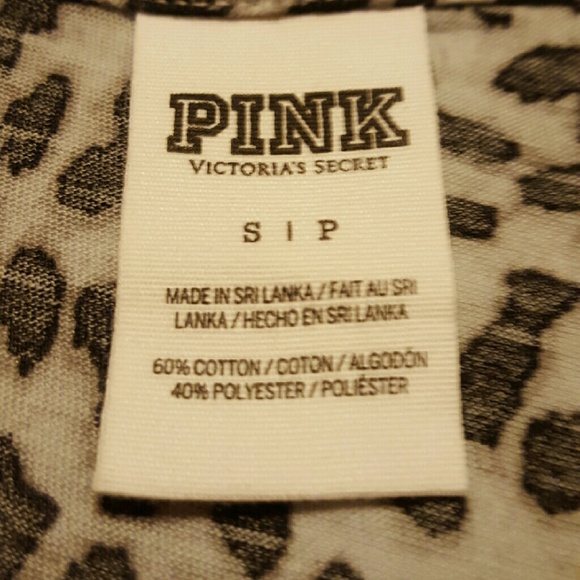 PINK
VICTORIA'S SECRET
S | P
MADE IN SRI LANKA / FAIT AU SRI
LANKA / HECHO EN SRI LANKA
60% COTTON / COTON / ALGODÓN
40% POLYESTER / POLIÉSTER